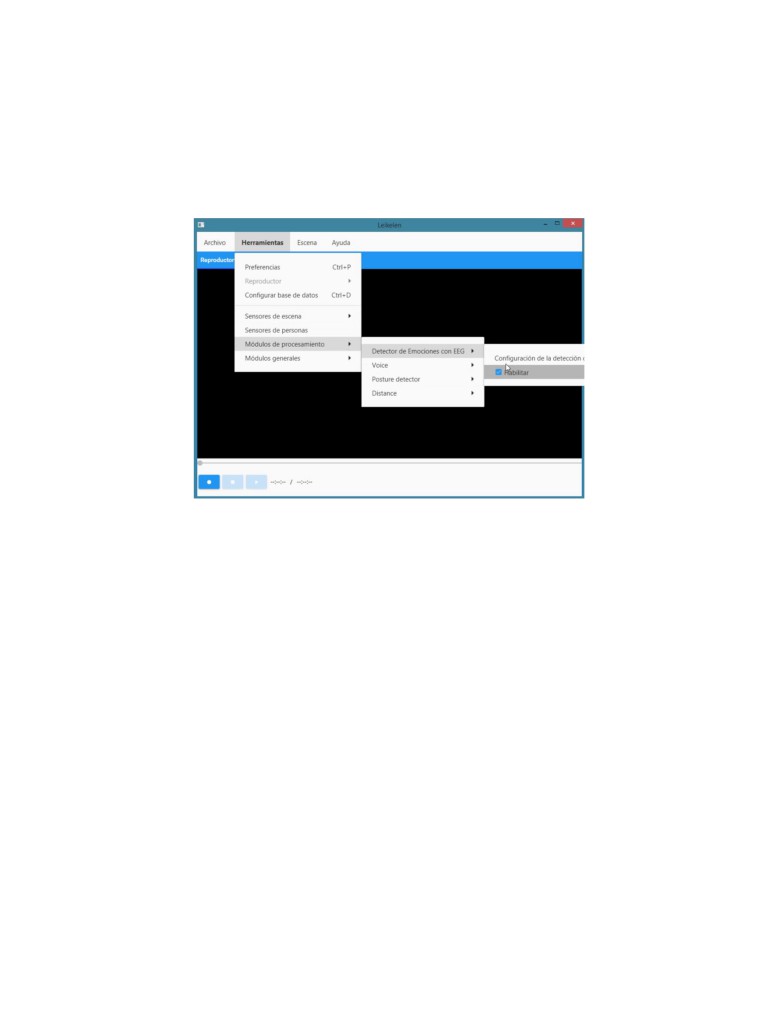 Leikelen
Archivo Herramientas Escena Ayuda
Reproductor
Preferencias Ctrl+P
Reproductor
Configurar base de datos Ctrl+D
Sensores de escena
Sensores de personas
Módulos de procesamiento
Módulos generales
Detector de Emociones con EEG
Voice
Posture detector
Distance
Configuración de la detección
Habilitar
--:--:-- / --:--:--